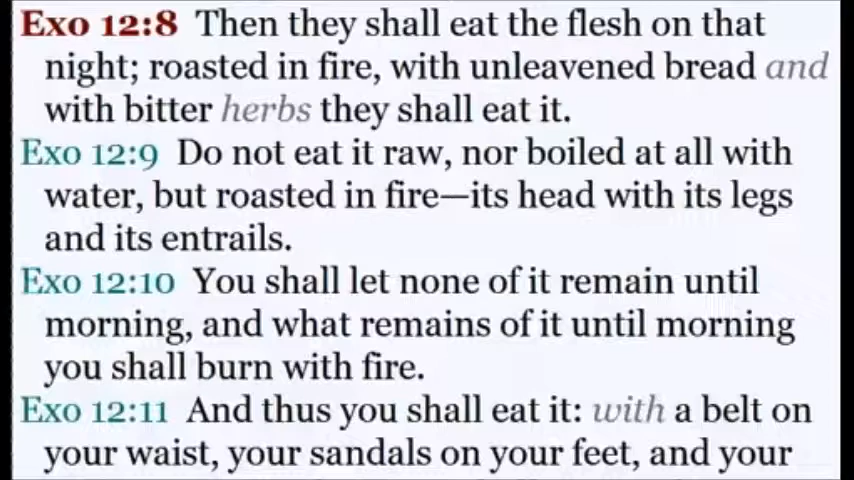 Exo 12:8 Then they shall eat the flesh on that
night; roasted in fire, with unleavened bread and
with bitter herbs they shall eat it.
Exo 12:9 Do not eat it raw, nor boiled at all with
water, but roasted in fire—its head with its legs
and its entrails.
Exo 12:10 You shall let none of it remain until
morning, and what remains of it until morning
you shall burn with fire.
Exo 12:11 And thus you shall eat it: with a belt on
your waist, your sandals on your feet, and your